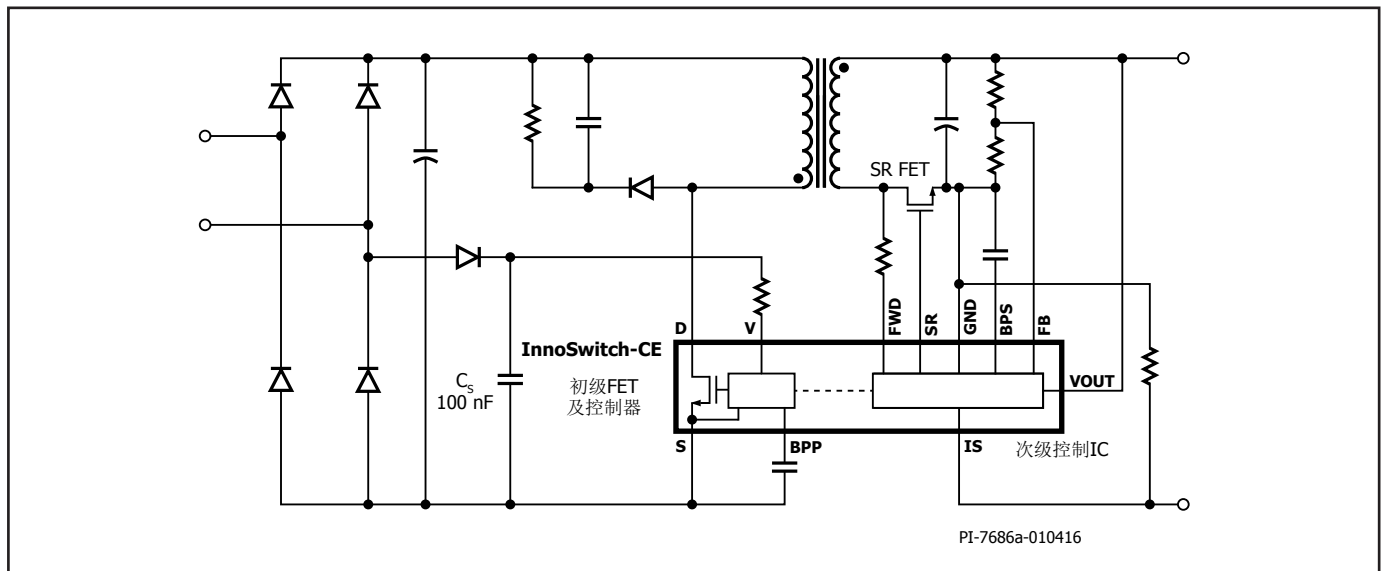 SR FET
FWD
SR
GND
BPS
FB
D
V
InnoSwitch-CE
VOUT
初级FET
及控制器
Cs
100 nF
S
BPP
IS
次级控制IC
PI-7686a-010416